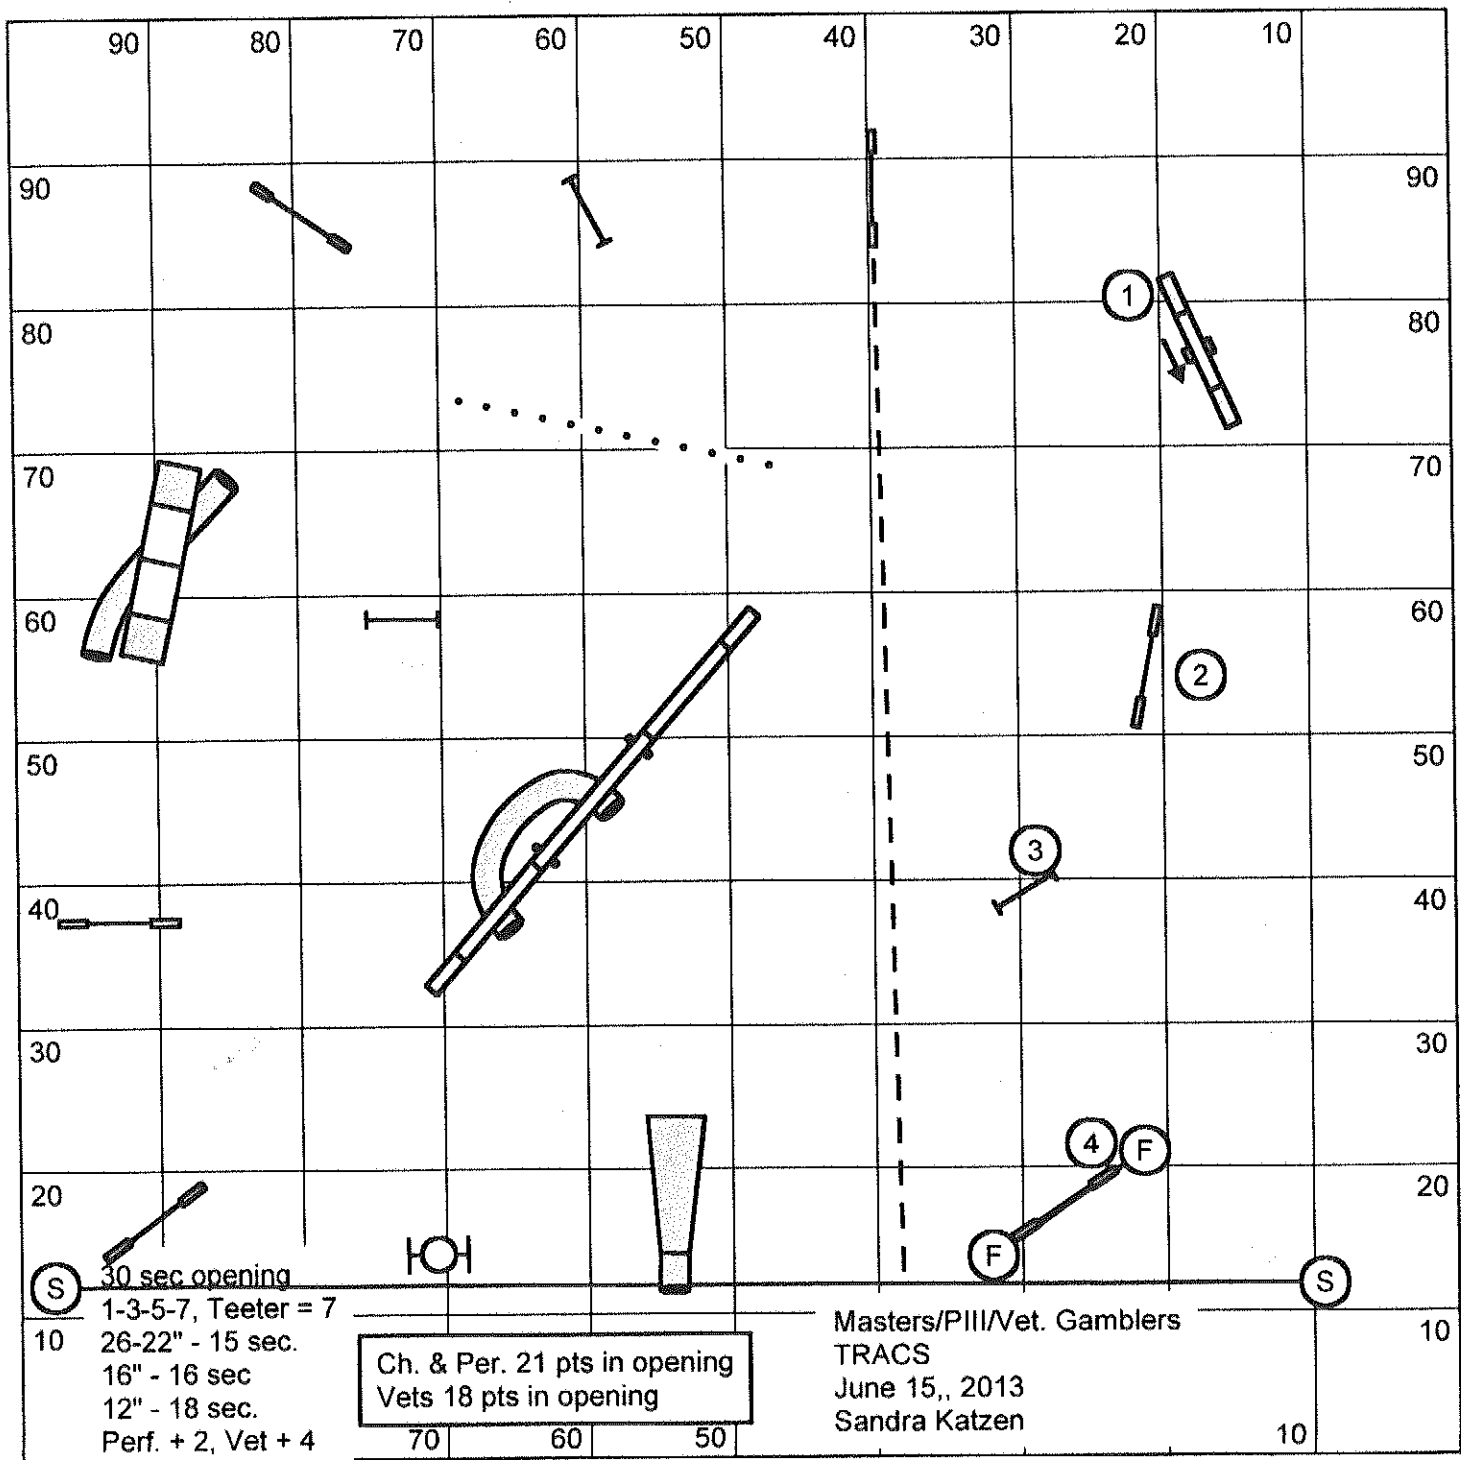 90 80 70 60 50 40 30 20 10
90 90
1
80 80
70 70
60 60
2
50 50
3
40 40
30 30
4 F
20 20
F
S 30 sec opening S
1-3-5-7, Teeter = 7
10 26-22" - 15 sec.
16" - 16 sec
12" - 18 sec.
Perf. + 2, Vet + 4
Ch. & Per. 21 pts in opening
Vets 18 pts in opening
Masters/PIII/Vet. Gamblers
TRACS
June 15,, 2013
Sandra Katzen
10
70 60 50 10